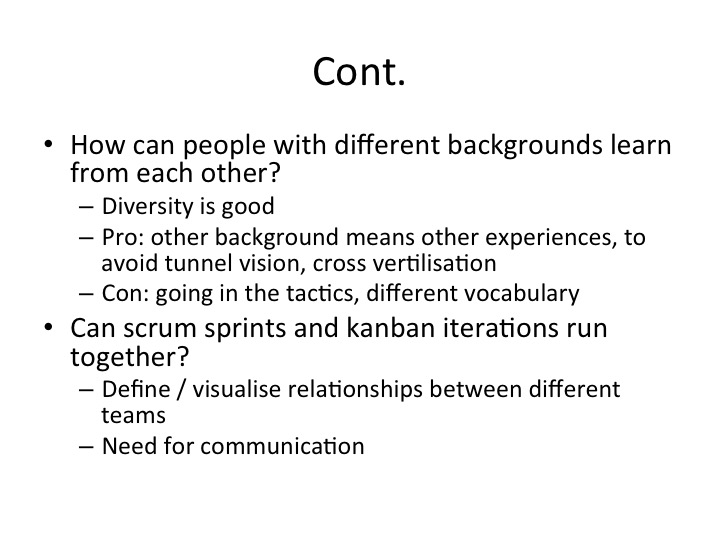 Cont.
• How can people with different backgrounds learn
from each other?
– Diversity is good
– Pro: other background means other experiences, to
avoid tunnel vision, cross vertilisation
– Con: going in the tactics, different vocabulary
• Can scrum sprints and kanban iterations run
together?
– Define / visualise relationships between different
teams
– Need for communication